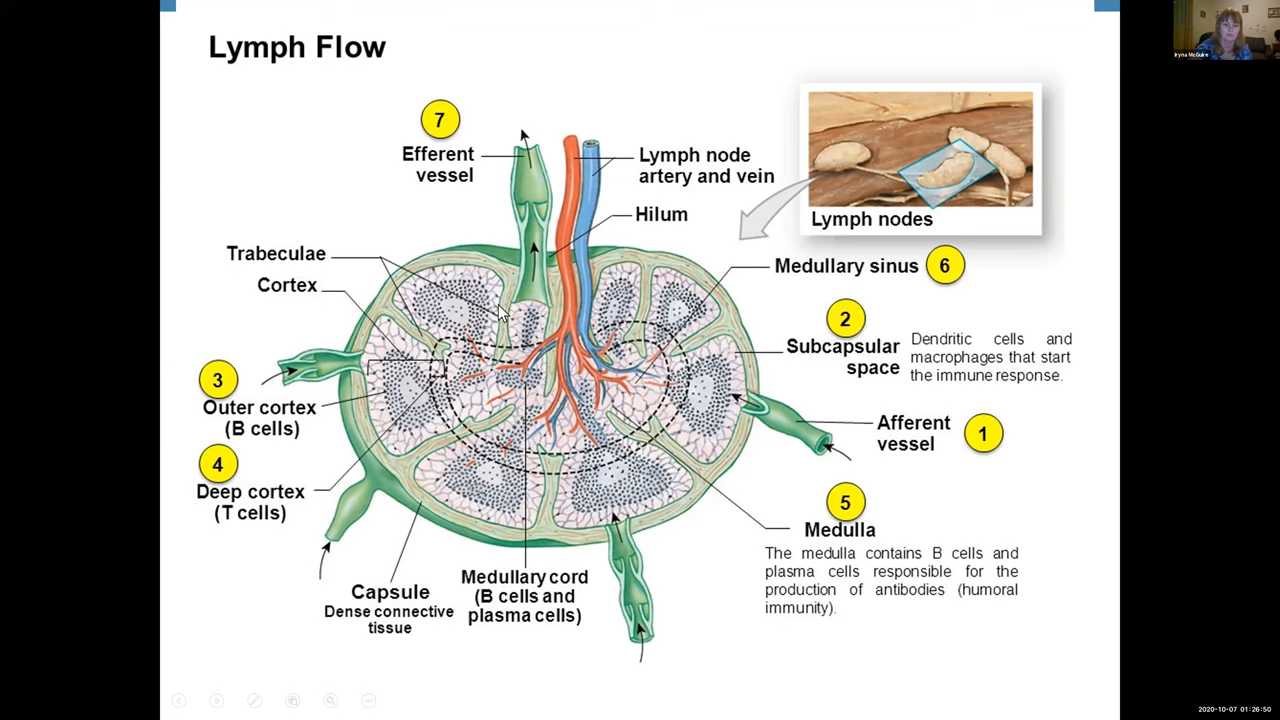 Lymph Flow
Iryna McGuire
7
Efferent
vessel
Lymph node
artery and vein
Hilum
Lymph nodes
Trabeculae
Cortex
Medullary sinus
6
2
Subcapsular
space
Dendritic cells and
macrophages that start
the immune response.
3
Outer cortex
(B cells)
Afferent
vessel
1
4
Deep cortex
(T cells)
5
Medulla
The medulla contains B cells and
plasma cells responsible for the
production of antibodies (humoral
immunity).
Capsule
Dense connective
tissue
Medullary cord
(B cells and
plasma cells)
2020-10-07 01:26:50